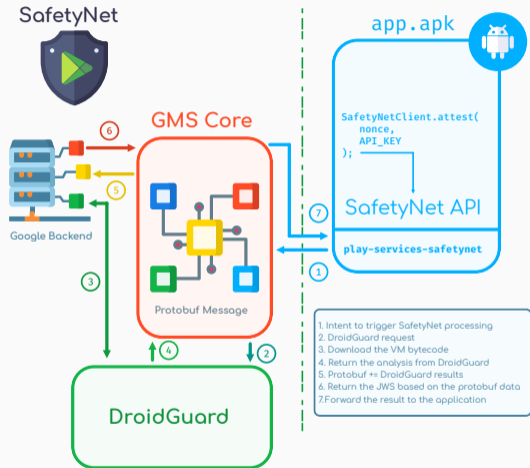 SafetyNet
app.apk
SafetyNetClient.attest(
nonce,
API_KEY
);
SafetyNet API
play-services-safetynet
GMS Core
Protobuf Message
Google Backend
6
5
3
4
2
7
1
DroidGuard
1. Intent to trigger SafetyNet processing
2. DroidGuard request
3. Download the VM bytecode
4. Return the analysis from DroidGuard
5. Protobuf += DroidGuard results
6. Return the JWS based on the protobuf data
7.Forward the result to the application